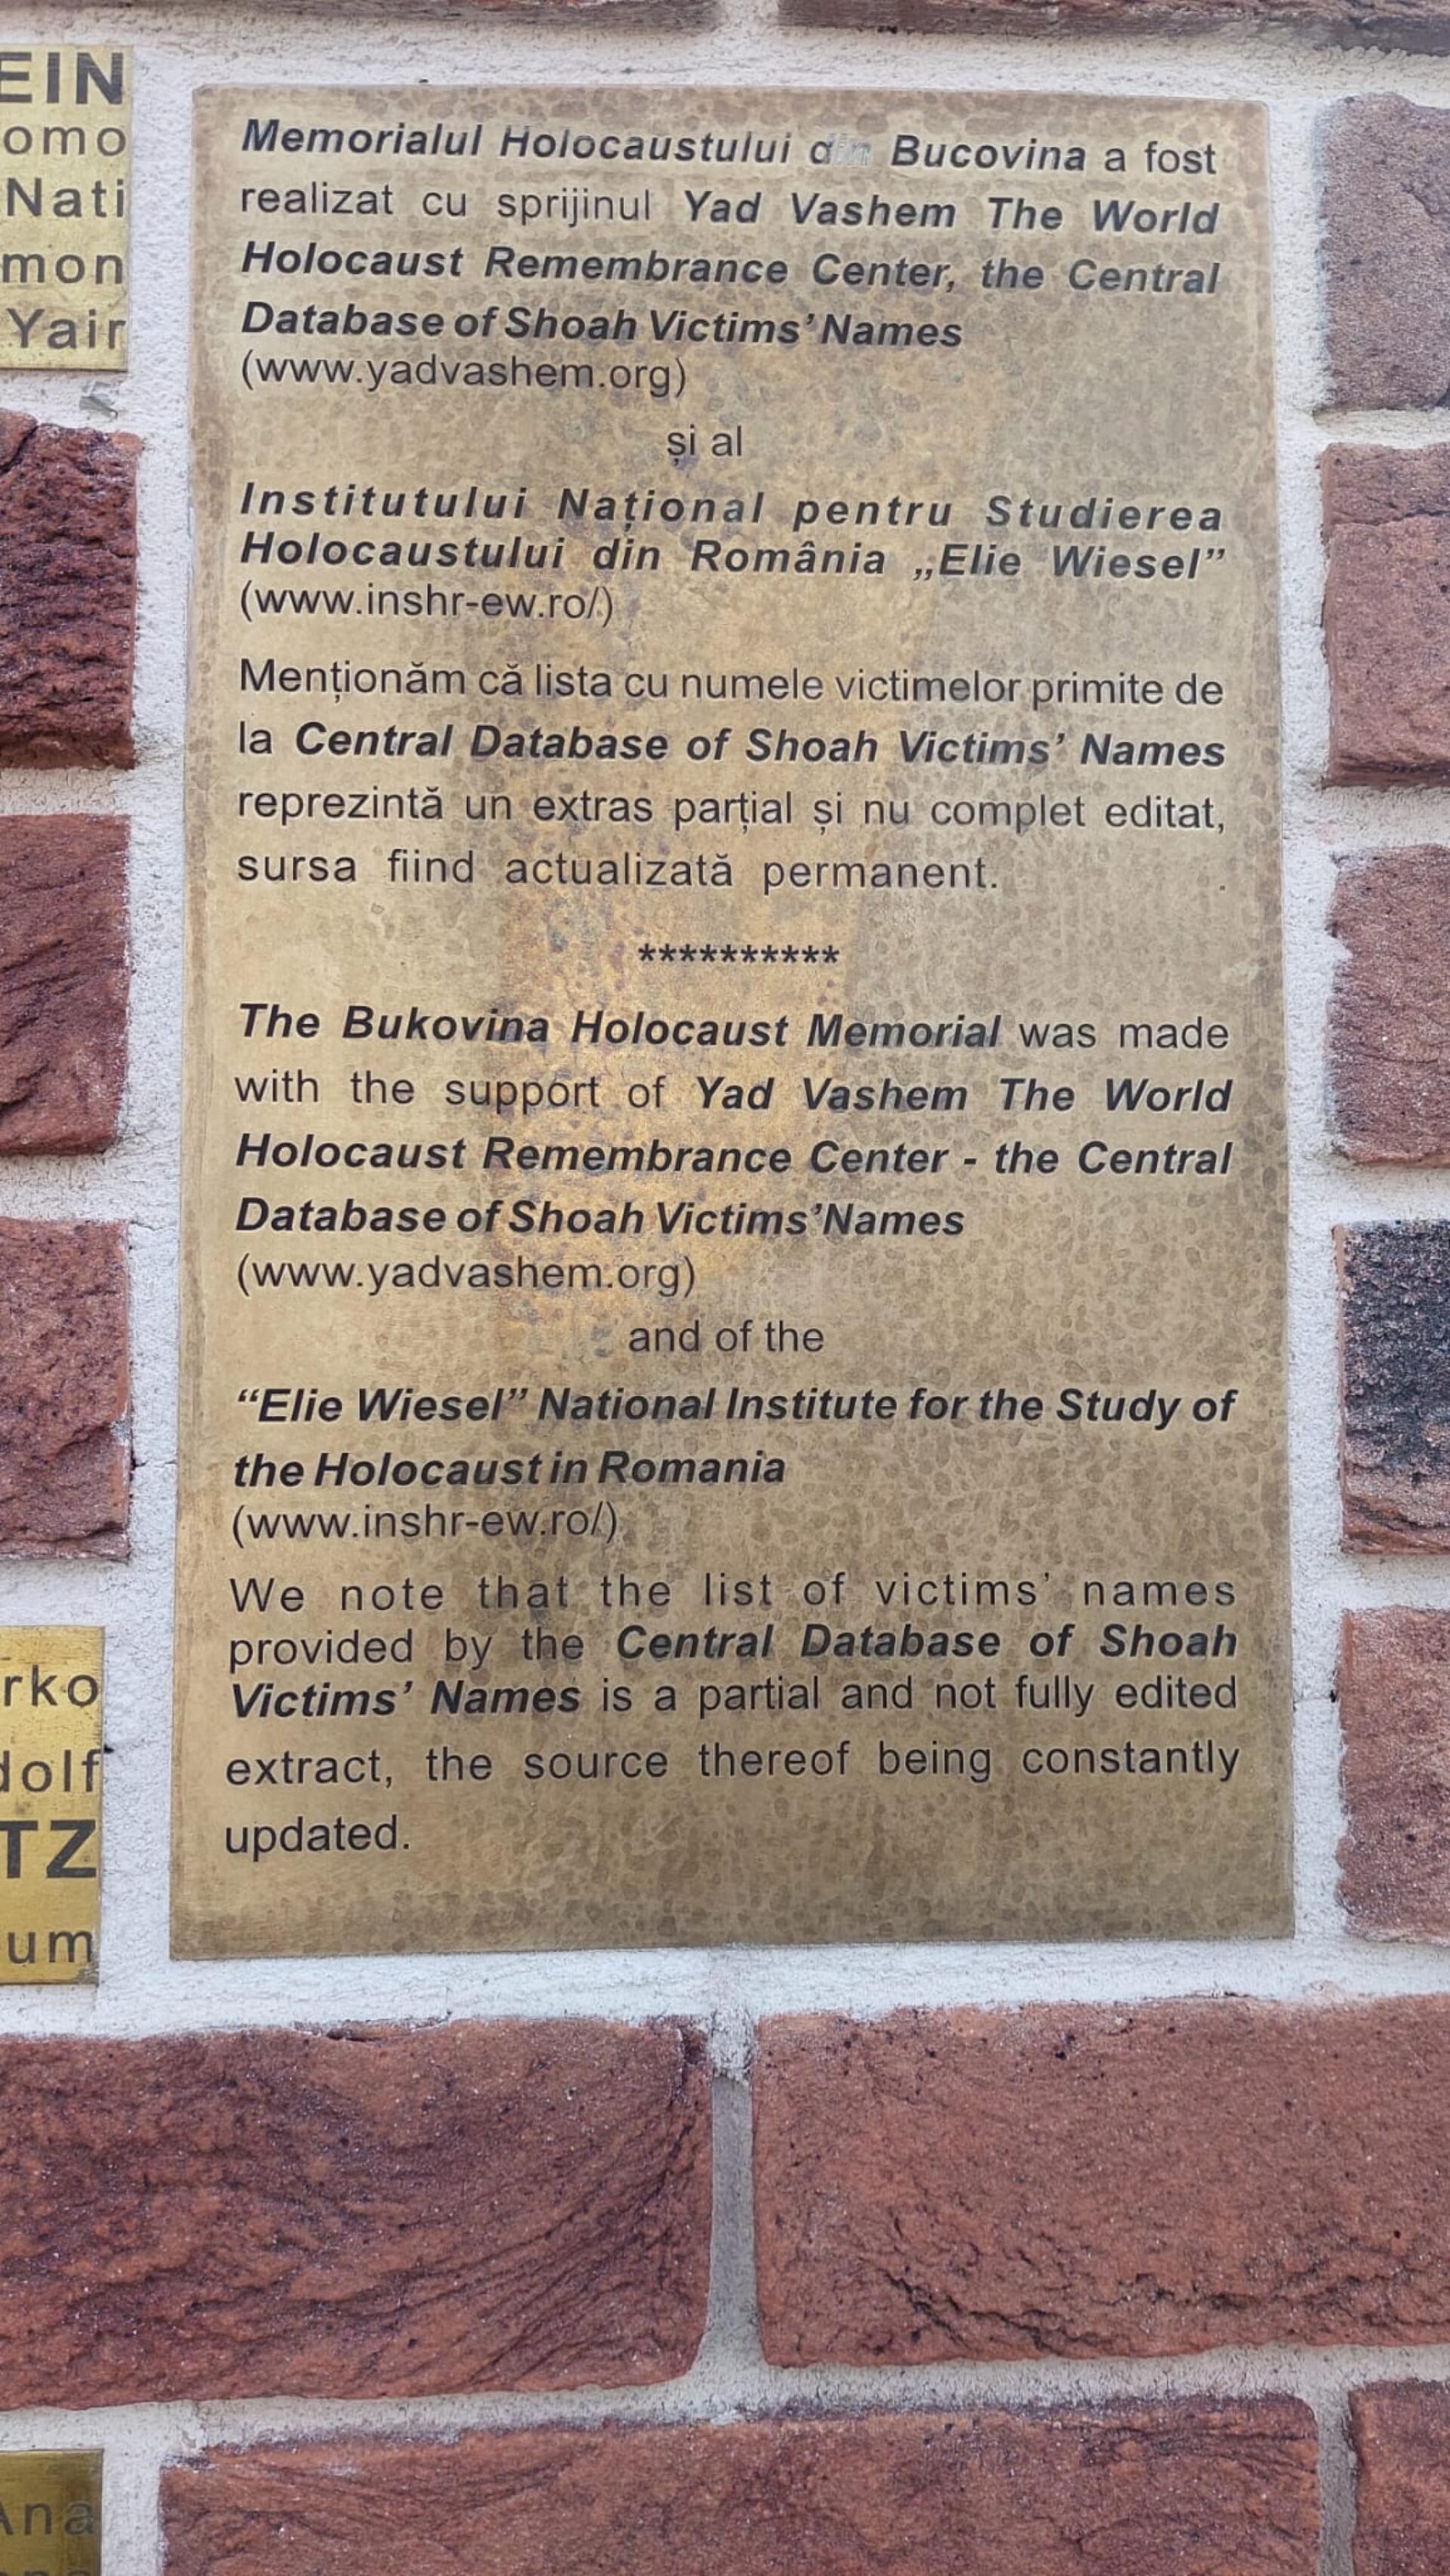 EIN
omo
Nati
mon
Yair
Memorialul Holocaustului din Bucovina a fost
realizat cu sprijinul Yad Vashem The World
Holocaust Remembrance Center, the Central
Database of Shoah Victims’ Names
(www.yadvashem.org)
și al
Institutului Național pentru Studierea
Holocaustului din România „Elie Wiesel”
(www.inshr-ew.ro/)
Menționăm că lista cu numele victimelor primite de
la Central Database of Shoah Victims’ Names
reprezintă un extras parțial și nu complet editat,
sursa fiind actualizată permanent.
**********
The Bukovina Holocaust Memorial was made
with the support of Yad Vashem The World
Holocaust Remembrance Center - the Central
Database of Shoah Victims’Names
(www.yadvashem.org)
and of the
“Elie Wiesel” National Institute for the Study of
the Holocaust in Romania
(www.inshr-ew.ro/)
We note that the list of victims’ names
provided by the Central Database of Shoah
Victims’ Names is a partial and not fully edited
extract, the source thereof being constantly
updated.
rko
dolf
TZ
um
Ana